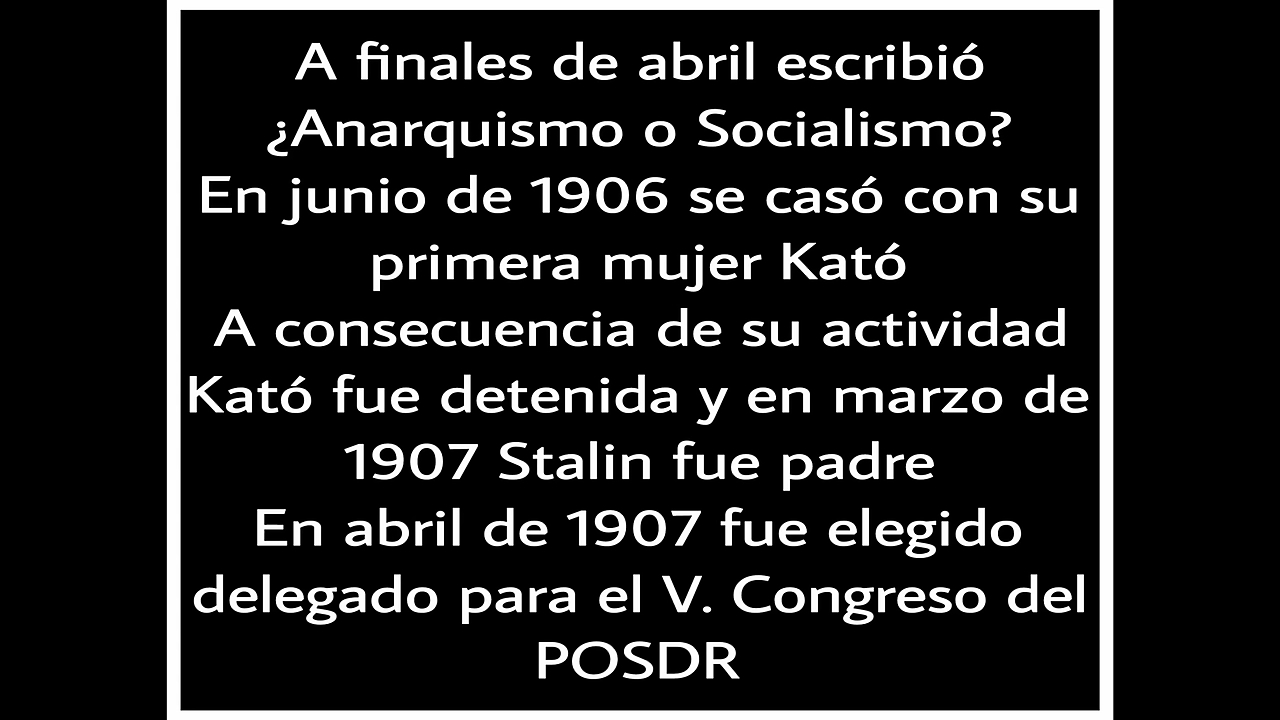 A finales de abril escribió
¿Anarquismo o Socialismo?
En junio de 1906 se casó con su
primera mujer Kató
A consecuencia de su actividad
Kató fue detenida y en marzo de
1907 Stalin fue padre
En abril de 1907 fue elegido
delegado para el V. Congreso del
POSDR